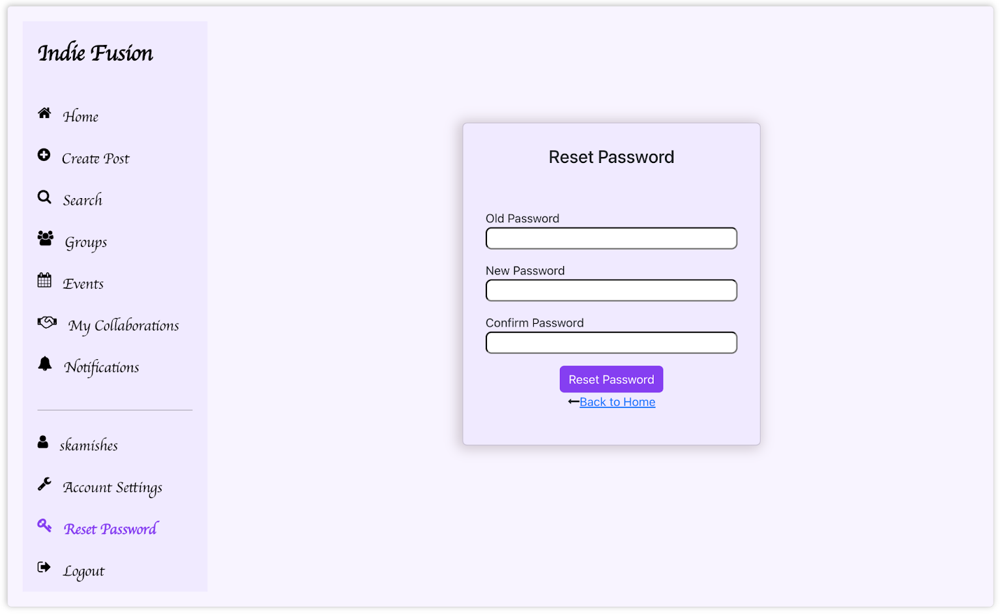 Indie Fusion
Home
Create Post
Search
Groups
Events
My Collaborations
Notifications
skamishes
Account Settings
Reset Password
Logout
Reset Password
Old Password
New Password
Confirm Password
Reset Password
Back to Home